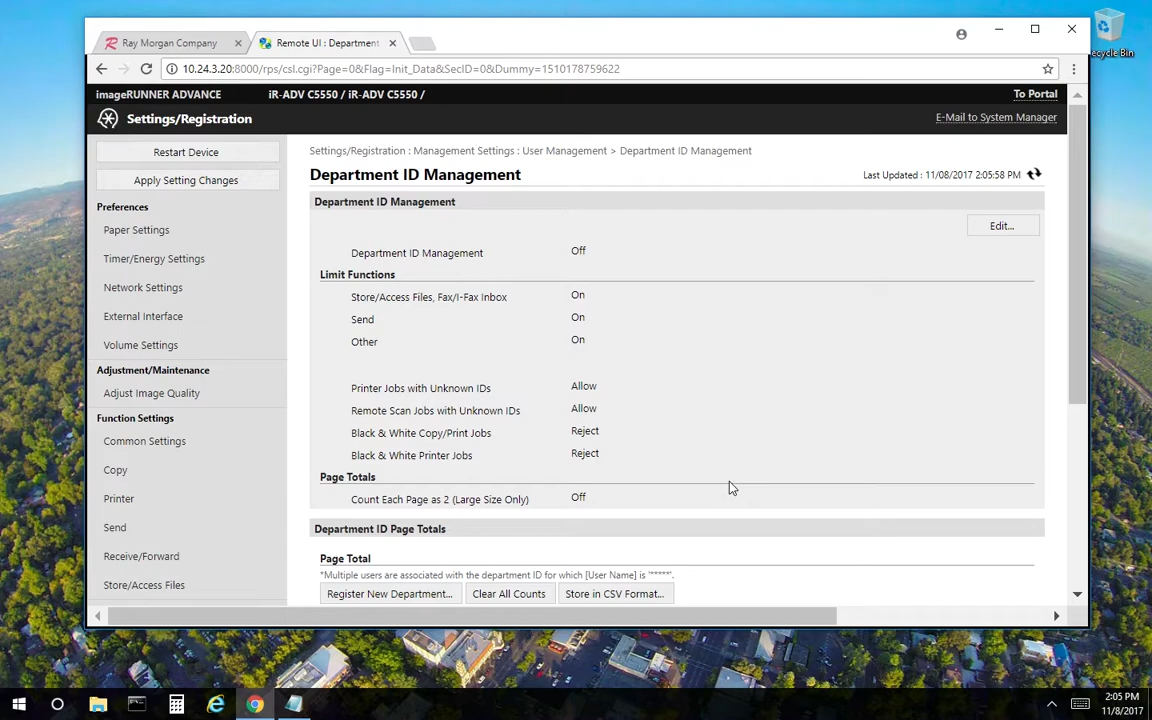 Ray Morgan Company
Remote UI : Department
10.24.3.20:8000/rps/csl.cgi?Page=0&Flag=Init_Data&SecID=0&Dummy=1510178759622
ecycle Bin
imageRUNNER ADVANCE
iR-ADV C5550 / iR-ADV C5550 /
To Portal
Settings/Registration
E-Mail to System Manager
Restart Device
Apply Setting Changes
Preferences
Paper Settings
Timer/Energy Settings
Network Settings
External Interface
Volume Settings
Adjustment/Maintenance
Adjust Image Quality
Function Settings
Common Settings
Copy
Printer
Send
Receive/Forward
Store/Access Files
Settings/Registration : Management Settings : User Management > Department ID Management
Department ID Management
Last Updated : 11/08/2017 2:05:58 PM
Department ID Management
Edit...
Department ID Management Off
Limit Functions
Store/Access Files, Fax/I-Fax Inbox On
Send On
Other On
Printer Jobs with Unknown IDs Allow
Remote Scan Jobs with Unknown IDs Allow
Black & White Copy/Print Jobs Reject
Black & White Printer Jobs Reject
Page Totals
Count Each Page as 2 (Large Size Only) Off
Department ID Page Totals
Page Total
*Multiple users are associated with the department ID for which [User Name] is '*****'.
Register New Department... Clear All Counts Store in CSV Format...
2:05 PM
11/8/2017